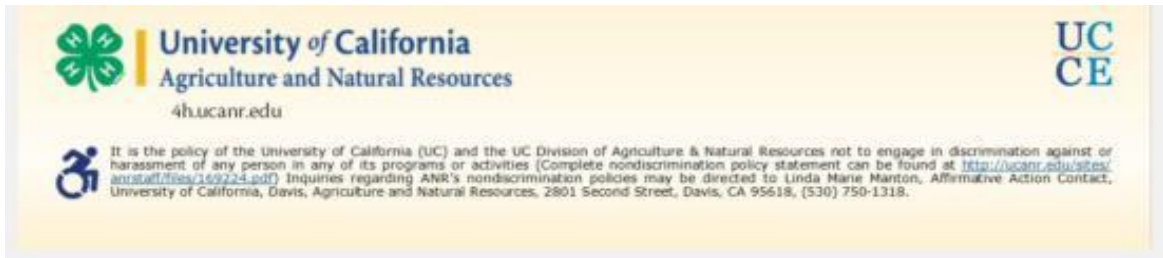 H H H H
University of California
UC
Agriculture and Natural Resources
CE
4h.ucanr.edu
It is the policy of the University of California (UC) and the UC Division of Agriculture & Natural Resources not to engage in discrimination against or
harassment of any person in any of its programs or activities (Complete nondiscrimination policy statement can be found at http://ucanr.edu/sites/
anrstaff/files/169224.pdf) Inquiries regarding ANR's nondiscrimination policies may be directed to Linda Marie Manton, Affirmative Action Contact,
University of California, Davis, Agriculture and Natural Resources, 2801 Second Street, Davis, CA 95618, (530) 750-1318.